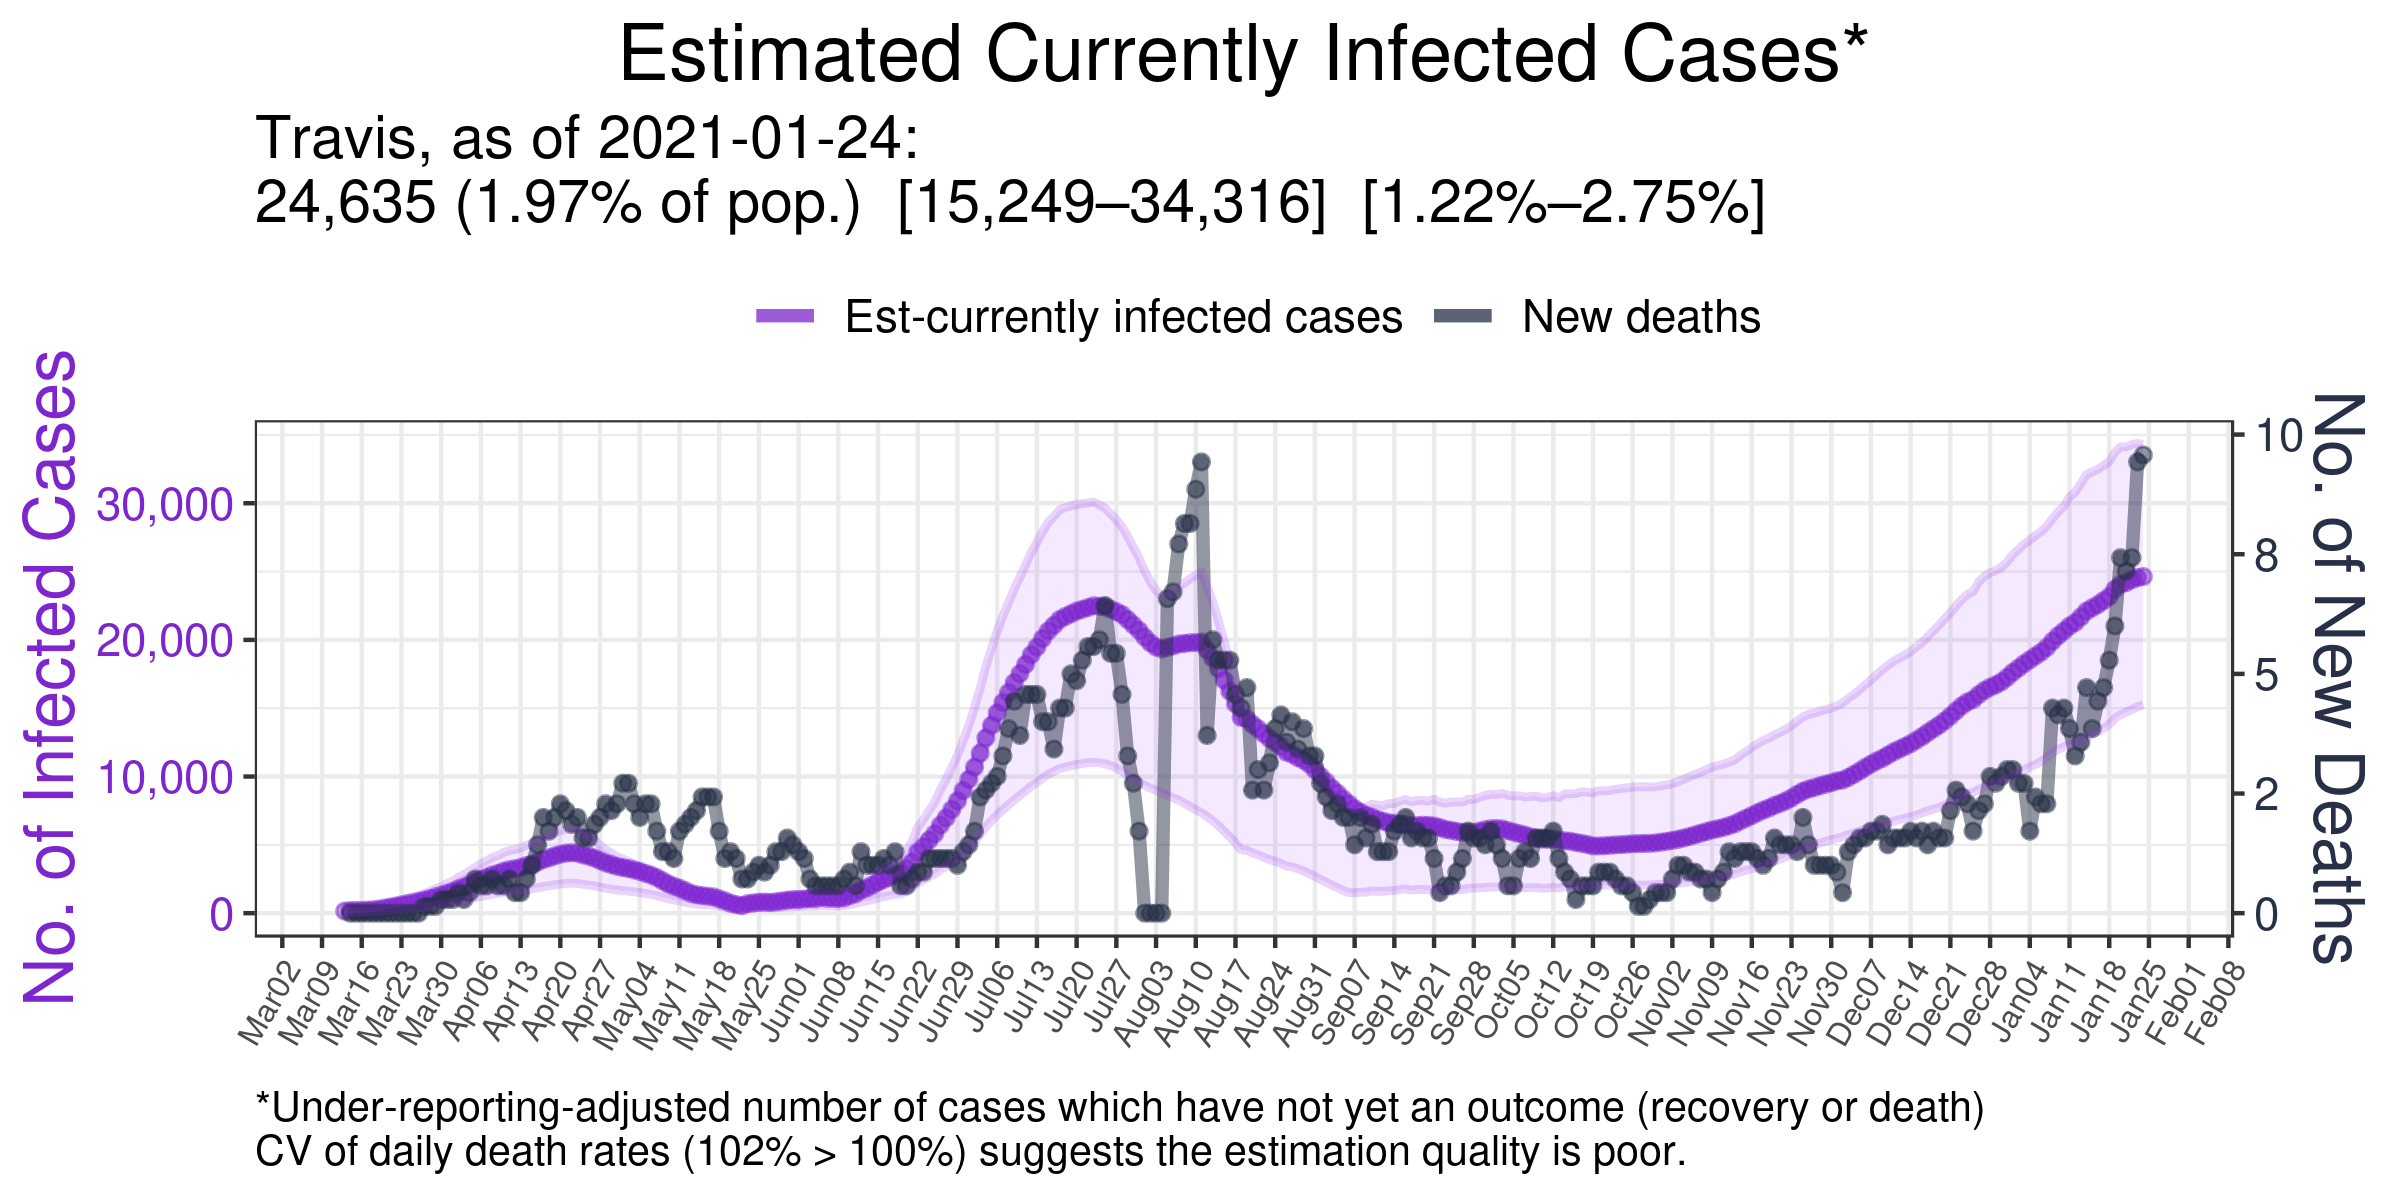 Estimated Currently Infected Cases*
Travis, as of 2021-01-24:
24,635 (1.97% of pop.) [15,249–34,316] [1.22%–2.75%]
Est-currently infected cases
New deaths
No. of Infected Cases
30,000
20,000
10,000
0
10
8
5
2
0
No. of New Deaths
Mar02
Mar09
Mar16
Mar23
Mar30
Apr06
Apr13
Apr20
Apr27
May04
May11
May18
May25
Jun01
Jun08
Jun15
Jun22
Jun29
Jul06
Jul13
Jul20
Jul27
Aug03
Aug10
Aug17
Aug24
Aug31
Sep07
Sep14
Sep21
Sep28
Oct05
Oct12
Oct19
Oct26
Nov02
Nov09
Nov16
Nov23
Nov30
Dec07
Dec14
Dec21
Dec28
Jan04
Jan11
Jan18
Jan25
Feb01
Feb08
*Under-reporting-adjusted number of cases which have not yet an outcome (recovery or death)
CV of daily death rates (102% > 100%) suggests the estimation quality is poor.